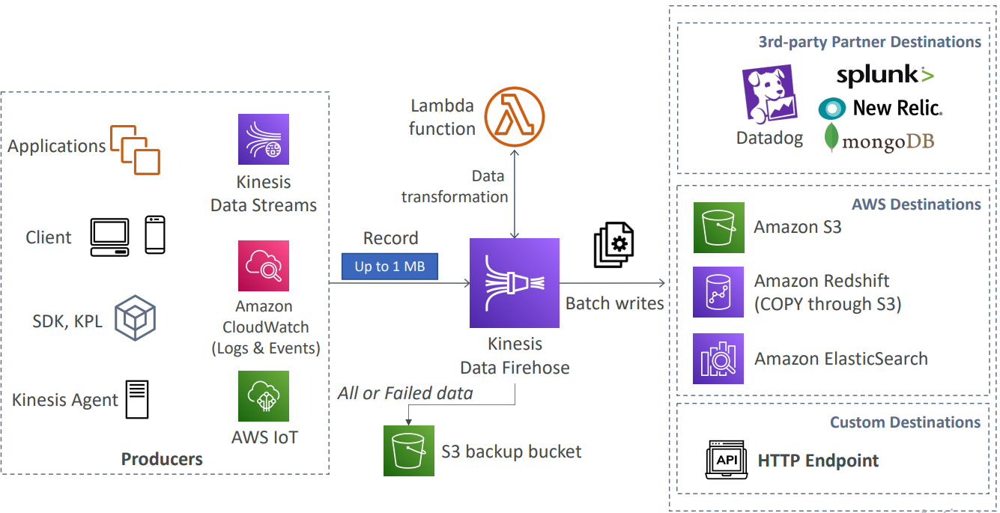 3rd-party Partner Destinations
splunk>
New Relic.
Datadog
mongoDB
Applications
Kinesis
Data Streams
Client
Amazon
CloudWatch
(Logs & Events)
SDK, KPL
Kinesis Agent
AWS IoT
Producers
Lambda
function
Data
transformation
Record
Up to 1 MB
Kinesis
Data Firehose
Batch writes
All or Failed data
S3 backup bucket
AWS Destinations
Amazon S3
Amazon Redshift
(COPY through S3)
Amazon ElasticSearch
Custom Destinations
API
HTTP Endpoint